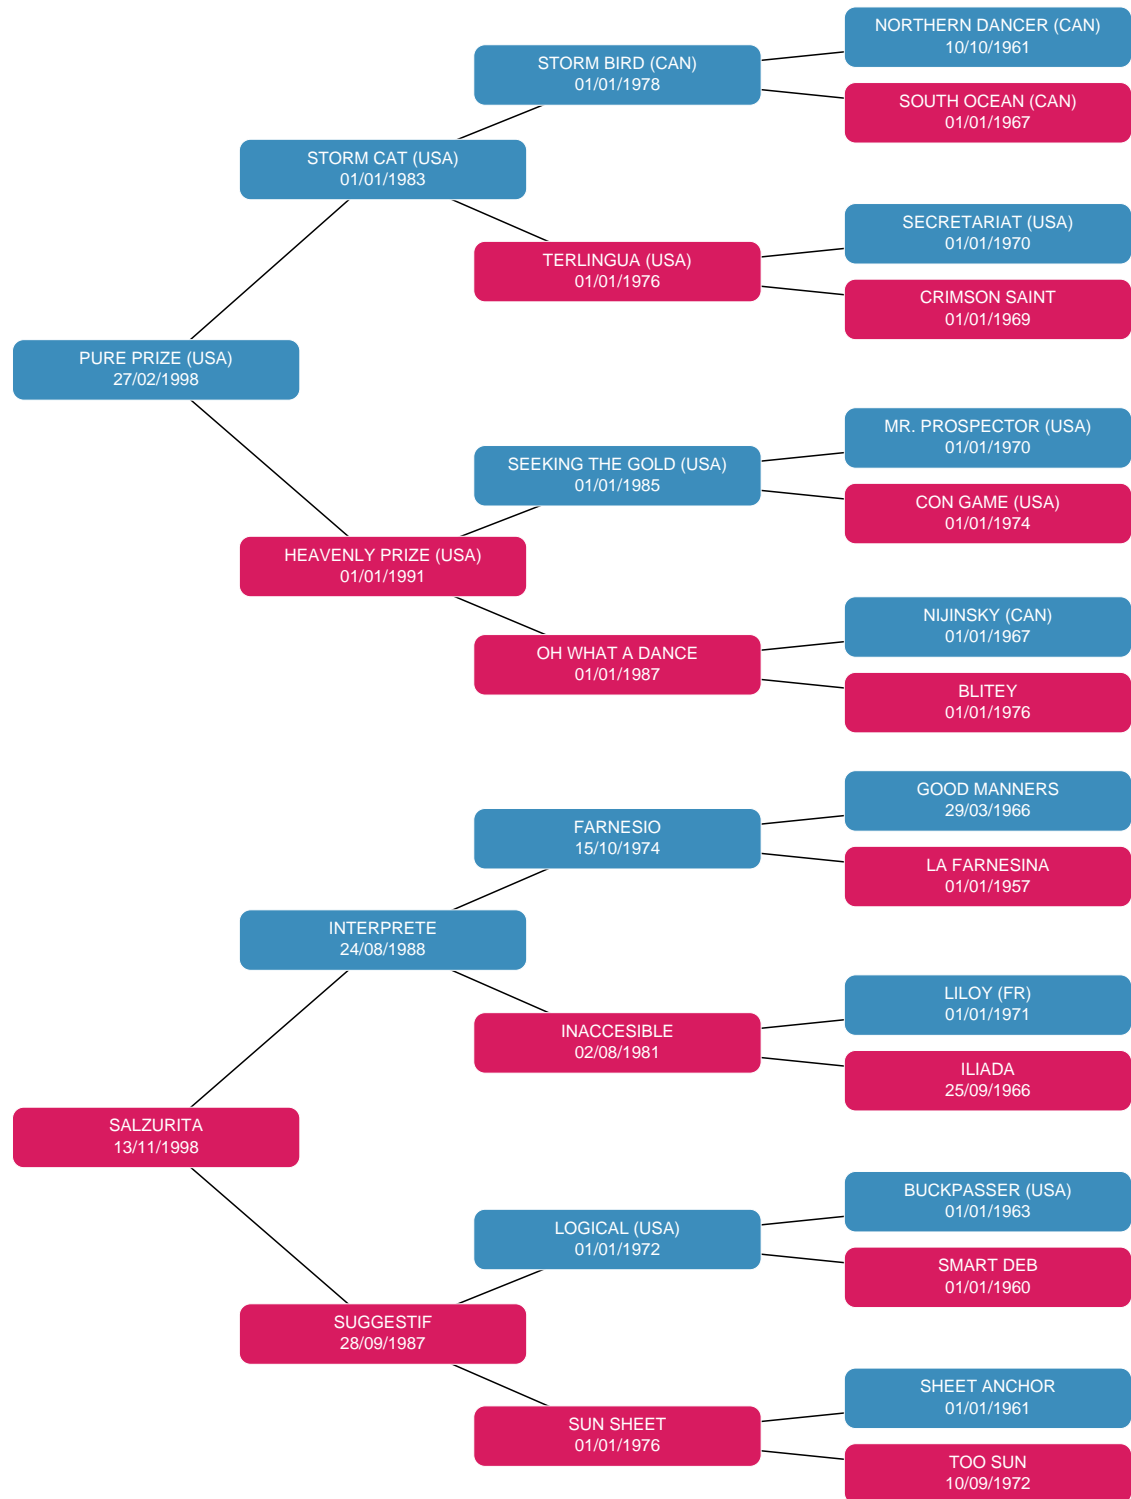 NORTHERN DANCER (CAN)
10/10/1961
STORM BIRD (CAN)
01/01/1978
SOUTH OCEAN (CAN)
01/01/1967
STORM CAT (USA)
01/01/1983
SECRETARIAT (USA)
01/01/1970
TERLINGUA (USA)
01/01/1976
CRIMSON SAINT
01/01/1969
PURE PRIZE (USA)
27/02/1998
MR. PROSPECTOR (USA)
01/01/1970
SEEKING THE GOLD (USA)
01/01/1985
CON GAME (USA)
01/01/1974
HEAVENLY PRIZE (USA)
01/01/1991
NIJINSKY (CAN)
01/01/1967
OH WHAT A DANCE
01/01/1987
BLITEY
01/01/1976
GOOD MANNERS
29/03/1966
FARNESIO
15/10/1974
LA FARNESINA
01/01/1957
INTERPRETE
24/08/1988
LILOY (FR)
01/01/1971
INACCESIBLE
02/08/1981
ILIADA
25/09/1966
SALZURITA
13/11/1998
BUCKPASSER (USA)
01/01/1963
LOGICAL (USA)
01/01/1972
SMART DEB
01/01/1960
SUGGESTIF
28/09/1987
SHEET ANCHOR
01/01/1961
SUN SHEET
01/01/1976
TOO SUN
10/09/1972